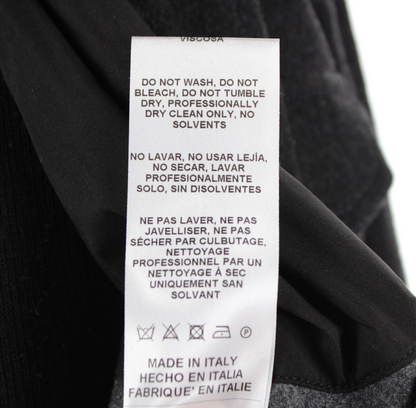 VISCOSA
DO NOT WASH, DO NOT
BLEACH, DO NOT TUMBLE
DRY, PROFESSIONALLY
DRY CLEAN ONLY, NO
SOLVENTS
NO LAVAR, NO USAR LEJÍA,
NO SECAR, LAVAR
PROFESIONALMENTE
SOLO, SIN DISOLVENTES
NE PAS LAVER, NE PAS
JAVELLISER, NE PAS
SÉCHER PAR CULBUTAGE,
NETTOYAGE
PROFESSIONNEL PAR UN
NETTOYAGE À SEC
UNIQUEMENT SAN
SOLVANT
P
MADE IN ITALY
HECHO EN ITALIA
FABRIQUE' EN ITALIE